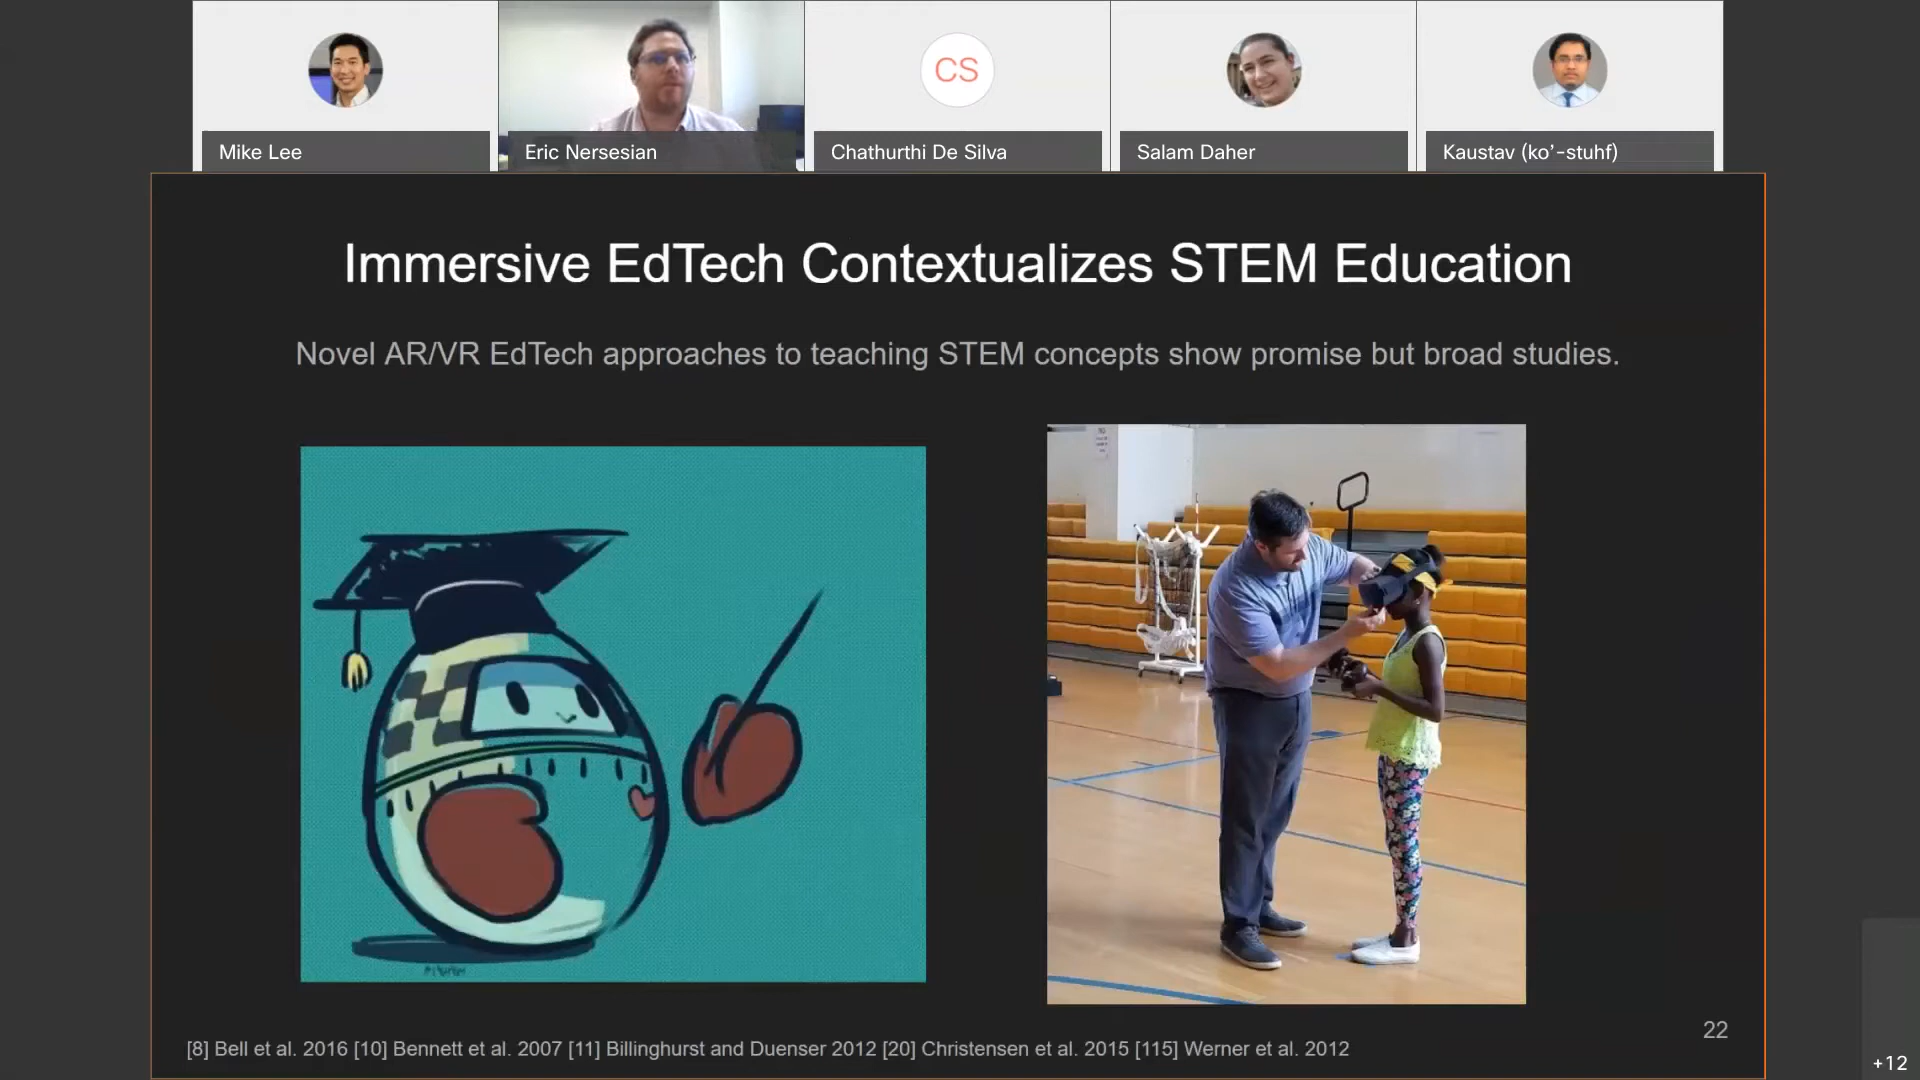 CS
Mike Lee
Eric Nersesian
Chathurthi De Silva
Salam Daher
Kaustav (ko’-stuhf)
Immersive EdTech Contextualizes STEM Education
Novel AR/VR EdTech approaches to teaching STEM concepts show promise but broad studies.
22
[8] Bell et al. 2016 [10] Bennett et al. 2007 [11] Billinghurst and Duenser 2012 [20] Christensen et al. 2015 [115] Werner et al. 2012
+12